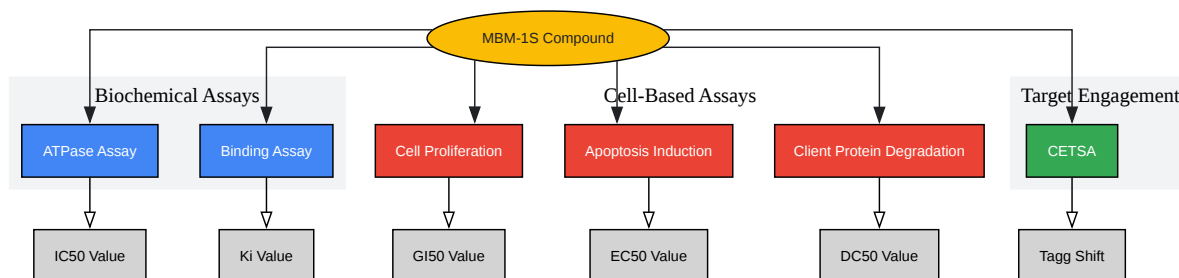 MBM-1S Compound
Biochemical Assays
Cell-Based Assays
Target Engagement
ATPase Assay
Binding Assay
Cell Proliferation
Apoptosis Induction
Client Protein Degradation
CETSA
IC50 Value
Ki Value
GI50 Value
EC50 Value
DC50 Value
Tagg Shift